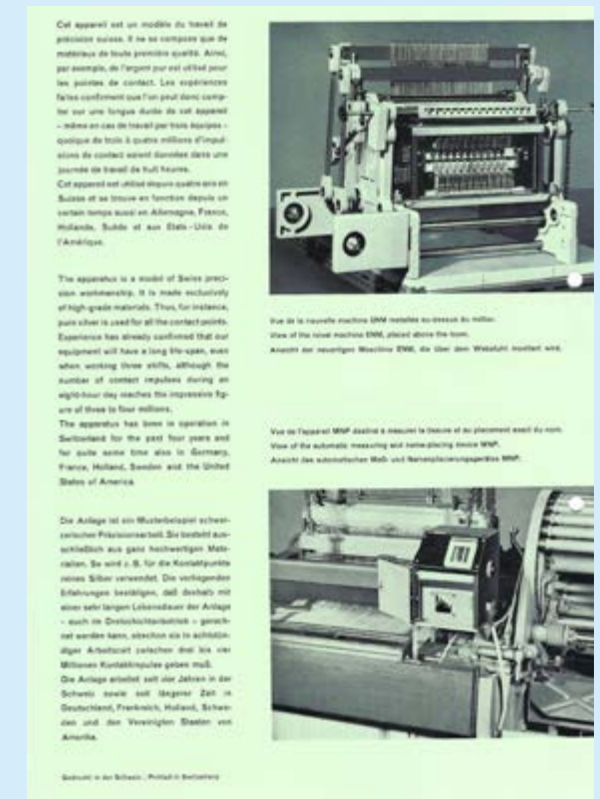 Cet appareil est un modèle du travail de
précision suisse. Il ne se compose que de
matériaux de toute première qualité. Ainsi,
par exemple, de l'argent pur est utilisé pour
les pointes de contact. Les expériences
faites confirment que l'on peut donc comp-
ter sur une longue durée de cet appareil
– même en cas de travail par trois équipes –
quoique de trois à quatre millions d'impul-
sions de contact soient données dans une
journée de travail de huit heures.
Cet appareil est utilisé depuis quatre ans en
Suisse et se trouve en fonction depuis un
certain temps aussi en Allemagne, France,
Hollande, Suède et aux Etats-Unis de
l'Amérique.
The apparatus is a model of Swiss preci-
sion workmanship. It is made exclusively
of high-grade materials. Thus, for instance,
pure silver is used for all the contact points.
Experience has already confirmed that our
equipment will have a long life-span, even
when working three shifts, although the
number of contact impulses during an
eight-hour day reaches the impressive fig-
ure of three to four millions.
The apparatus has been in operation in
Switzerland for the past four years and
for quite some time also in Germany,
France, Holland, Sweden and the United
States of America.
Die Anlage ist ein Musterbeispiel schwei-
zerischer Präzisionsarbeit. Sie besteht aus-
schließlich aus ganz hochwertigen Mate-
rialien. So wird z. B. für die Kontaktpunkte
reines Silber verwendet. Die vorliegenden
Erfahrungen bestätigen, daß deshalb mit
einer sehr langen Lebensdauer der Anlage
– auch im Dreischichtenbetrieb – gerech-
net werden kann, obschon sie in achtstün-
diger Arbeitszeit zwischen drei bis vier
Millionen Kontaktimpulse geben muß.
Die Anlage arbeitet seit vier Jahren in der
Schweiz sowie seit längerer Zeit in
Deutschland, Frankreich, Holland, Schwe-
den und den Vereinigten Staaten von
Amerika.
Gedruckt in der Schweiz . Printed in Switzerland
Vue de la nouvelle machine ENM installée au-dessus du métier.
View of the novel machine ENM, placed above the loom.
Ansicht der neuartigen Maschine ENM, die über dem Webstuhl montiert wird.
Vue de l'appareil MNP destiné à mesurer la tissure et au placement exact du nom.
View of the automatic measuring and name-placing device MNP.
Ansicht des automatischen Maß- und Namenplacierungsgerätes MNP.